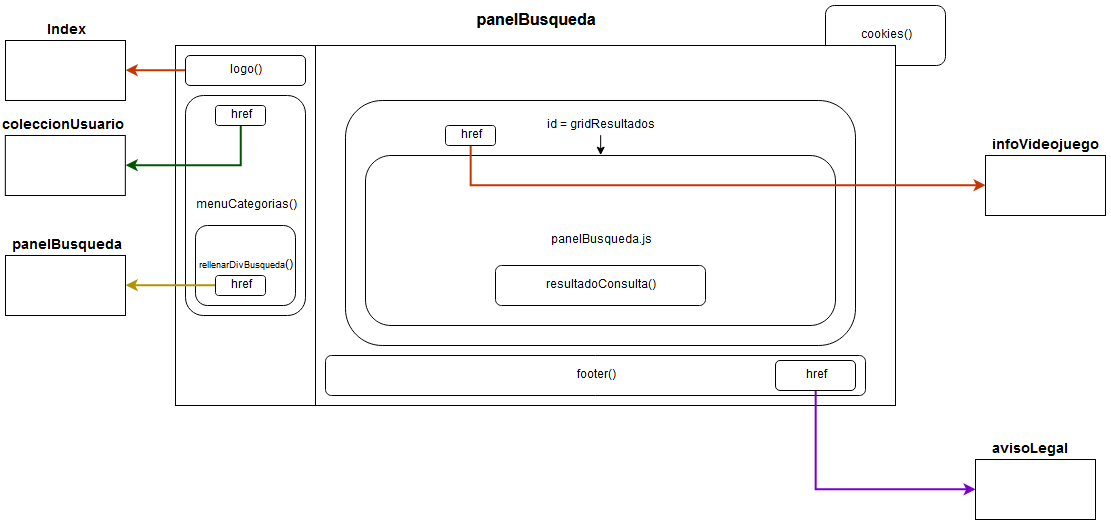 panelBusqueda
cookies()
Index
logo()
href
coleccionUsuario
menuCategorias()
panelBusqueda
rellenarDivBusqueda()
href
id = gridResultados
href
infoVideojuego
panelBusqueda.js
resultadoConsulta()
footer()
href
avisoLegal